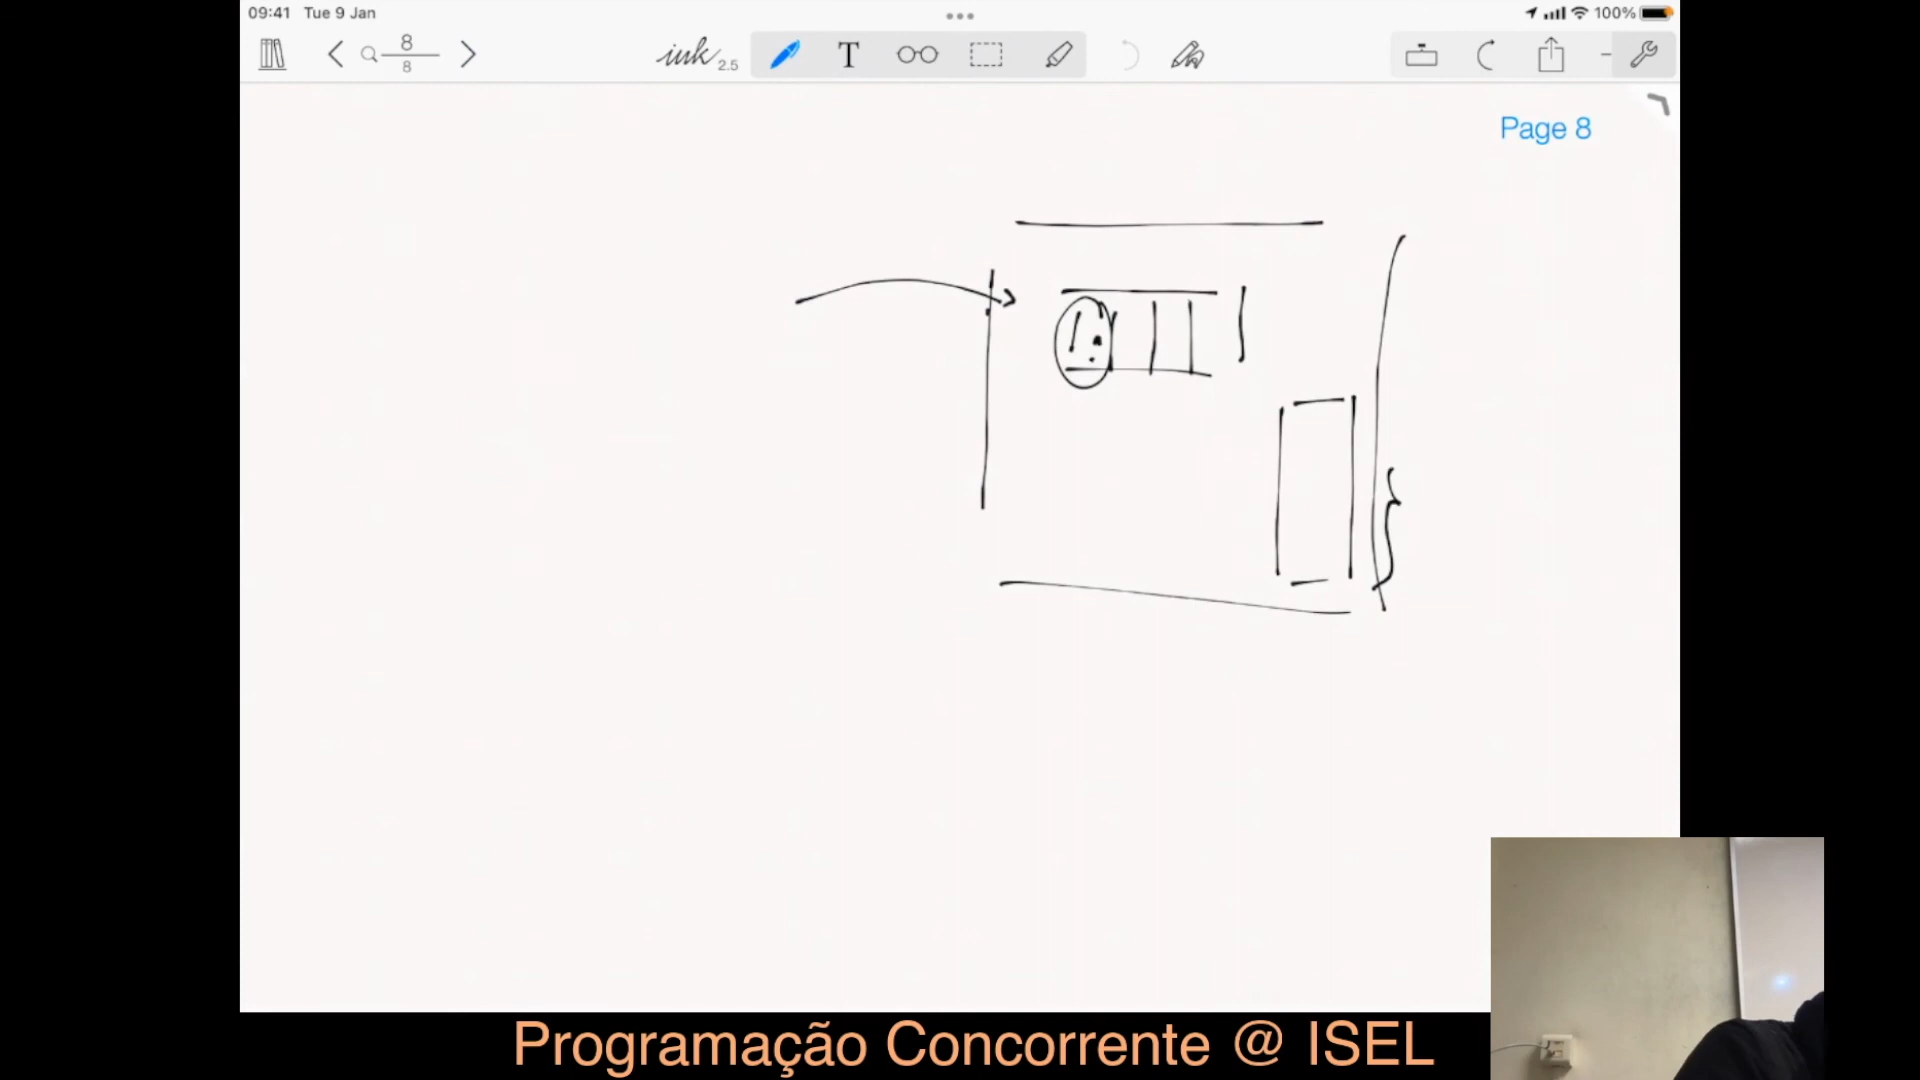 09:41 Tue 9 Jan
100%
8
8
ink 2.5
T
Page 8
Programação Concorrente @ ISEL